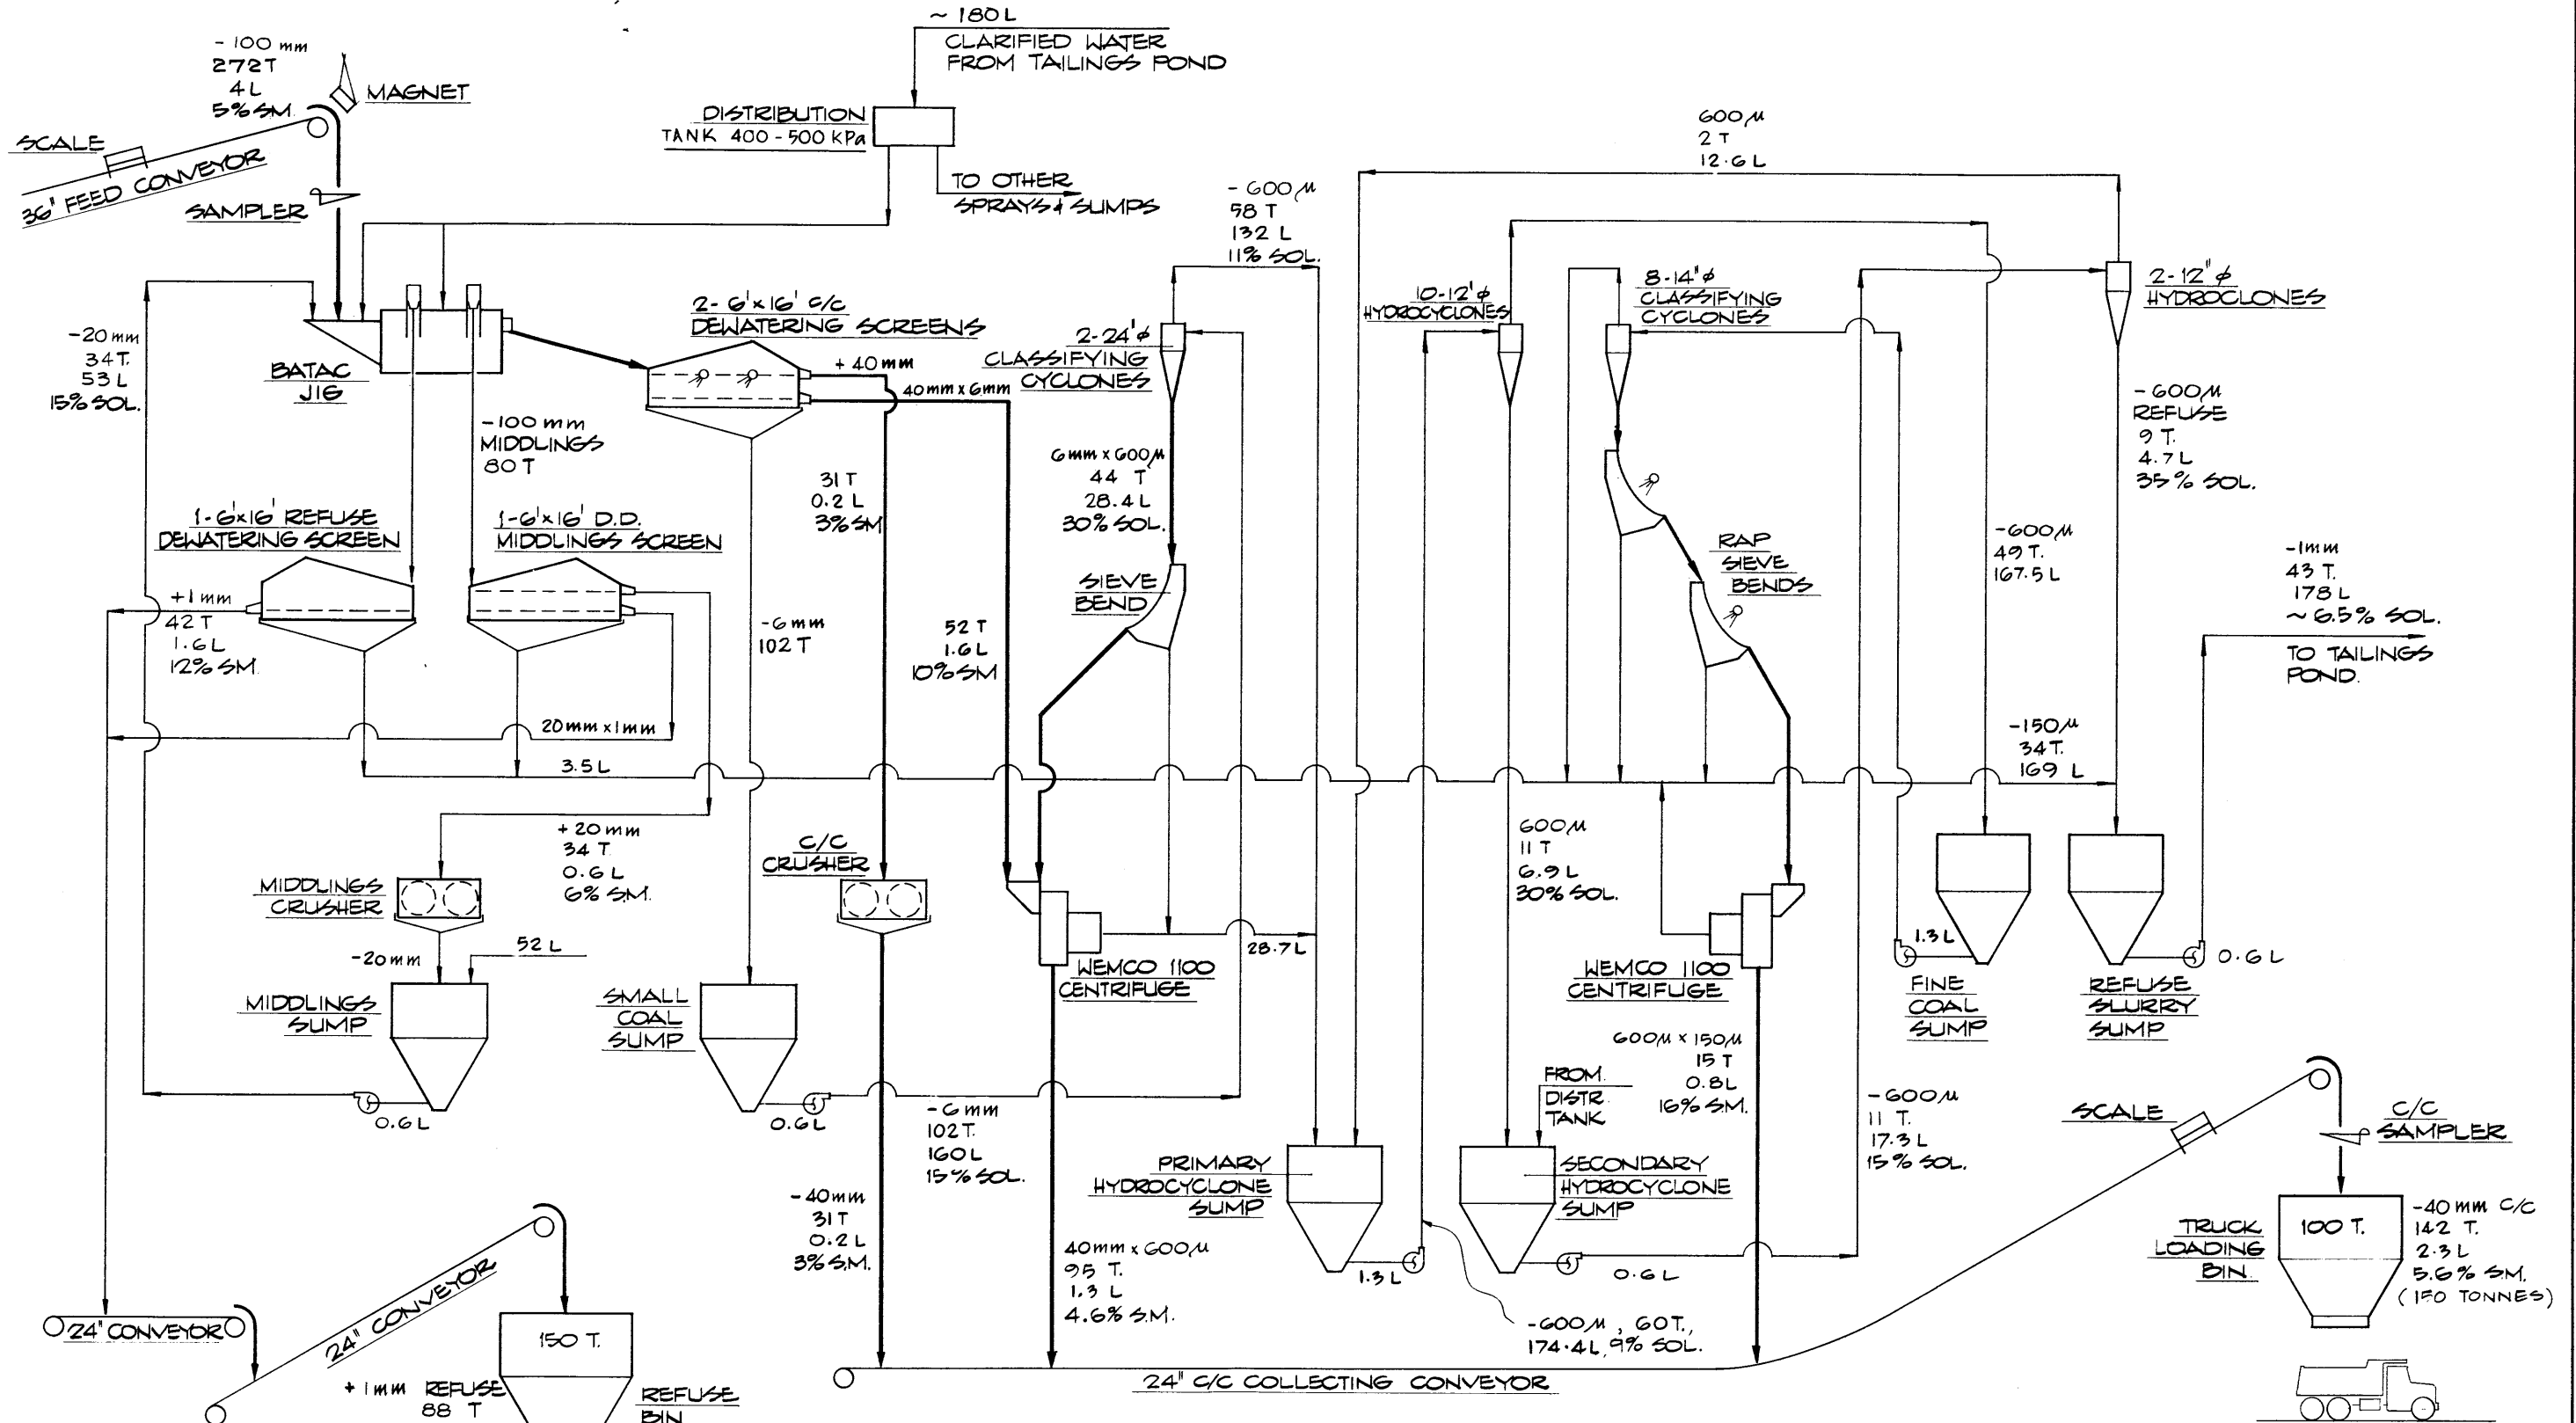 ~ 180 L
CLARIFIED WATER
FROM TAILINGS POND
- 100 mm
272 T
4 L
5% S.M.
MAGNET
SCALE
36" FEED CONVEYOR
SAMPLER
DISTRIBUTION
TANK 400 - 500 KPa
TO OTHER
SPRAYS & SUMPS
- 600 µ
58 T
132 L
11% SOL.
600 µ
2 T
12.6 L
-20 mm
34 T.
53 L
15% SOL.
BATAC
JIG
2 - 6' x 16' C/C
DEWATERING SCREENS
+ 40 mm
40 mm x 6 mm
2 - 24" φ
CLASSIFYING
CYCLONES
10-12" φ
HYDROCYCLONES
8-14" φ
CLASSIFYING
CYCLONES
2-12" φ
HYDROCLONES
-100 mm
MIDDLINGS
80 T
31 T
0.2 L
3% SM
6 mm x 600 µ
44 T
28.4 L
30% SOL.
-600 µ
REFUSE
9 T.
4.7 L
35% SOL.
1-6'x16' REFUSE
DEWATERING SCREEN
1-6'x16' D.D.
MIDDLINGS SCREEN
SIEVE
BEND
RAP
SIEVE
BENDS
-600 µ
49 T.
167.5 L
-1mm
43 T.
178 L
~ 6.5% SOL.
TO TAILINGS
POND.
+1 mm
42 T
1.6 L
12% SM.
-6 mm
102 T
52 T
1.6 L
10% SM
20 mm x 1 mm
3.5 L
-150 µ
34 T.
169 L
+ 20 mm
34 T
0.6 L
6% S.M.
C/C
CRUSHER
MIDDLINGS
CRUSHER
600 µ
11 T
6.9 L
30% SOL.
-20 mm
52 L
28.7 L
1.3 L
0.6 L
MIDDLINGS
SUMP
SMALL
COAL
SUMP
WEMCO 1100
CENTRIFUGE
WEMCO 1100
CENTRIFUGE
FINE
COAL
SUMP
REFUSE
SLURRY
SUMP
600 µ x 150 µ
15 T
0.8 L
16% S.M.
FROM
DISTR.
TANK
0.6 L
0.6 L
- 6 mm
102 T.
160 L
15% SOL.
-600 µ
11 T.
17.3 L
15% SOL.
SCALE
C/C
SAMPLER
PRIMARY
HYDROCYCLONE
SUMP
SECONDARY
HYDROCYCLONE
SUMP
-40 mm
31 T
0.2 L
3% S.M.
40 mm x 600 µ
95 T.
1.3 L
4.6% S.M.
1.3 L
0.6 L
TRUCK
LOADING
BIN
100 T.
-40 mm C/C
142 T.
2.3 L
5.6% S.M.
(150 TONNES)
24" CONVEYOR
24" CONVEYOR
150 T.
-600 µ, 60 T.,
174.4 L, 9% SOL.
24" C/C COLLECTING CONVEYOR
+ 1mm REFUSE
88 T
REFUSE
BIN